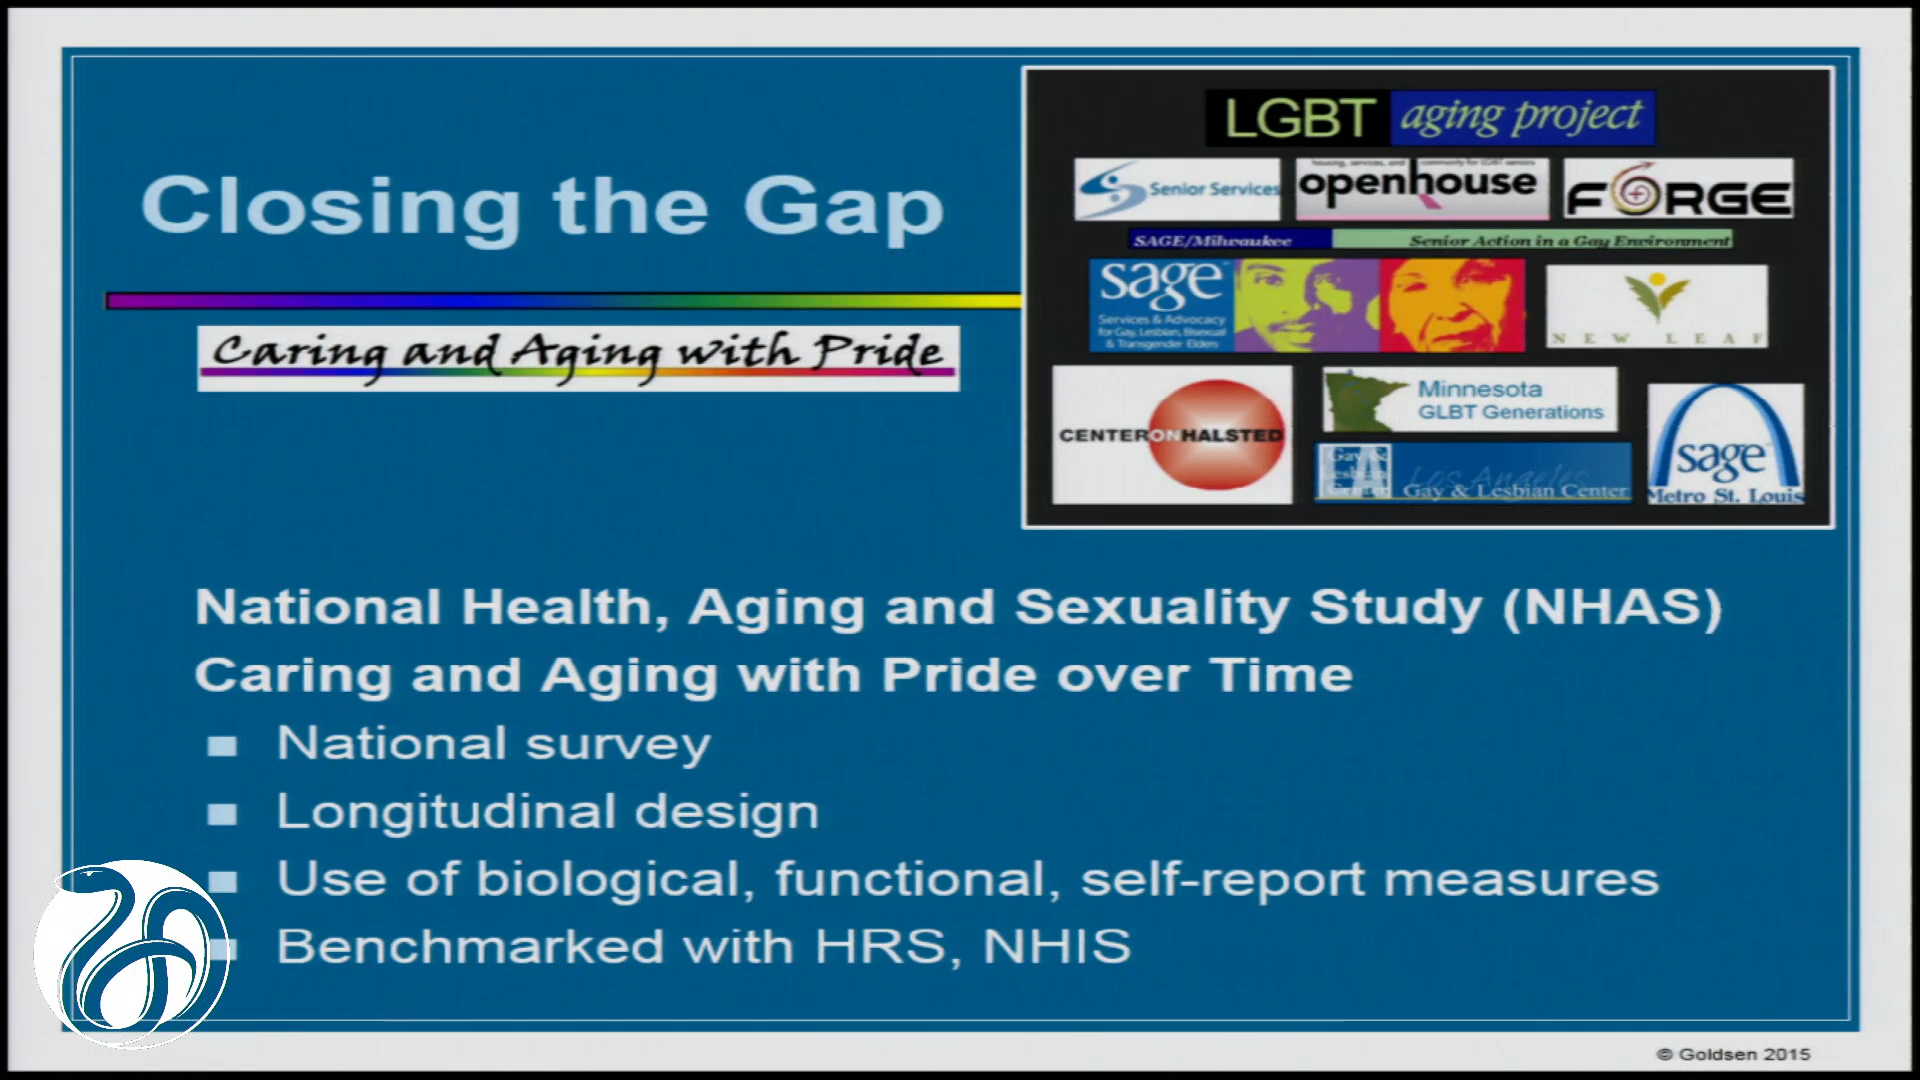 Closing the Gap
Caring and Aging with Pride
LGBT aging project
Senior Services
housing, services, and community for LGBT seniors
openhouse
FORGE
SAGE/Milwaukee Senior Action in a Gay Environment
sage
Services & Advocacy
for Gay, Lesbian, Bisexual
& Transgender Elders
NEW LEAF
CENTERONHALSTED
Minnesota
GLBT Generations
Gay &
Lesbian
Center
Los Angeles
Gay & Lesbian Center
sage
Metro St. Louis
National Health, Aging and Sexuality Study (NHAS)
Caring and Aging with Pride over Time
National survey
Longitudinal design
Use of biological, functional, self-report measures
Benchmarked with HRS, NHIS
© Goldsen 2015